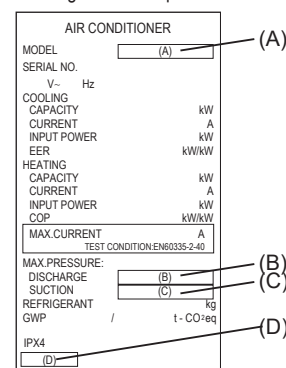 AIR CONDITIONER
MODEL (A) (A)
SERIAL NO.
V~ Hz
COOLING
CAPACITY kW
CURRENT A
INPUT POWER kW
EER kW/kW
HEATING
CAPACITY kW
CURRENT A
INPUT POWER kW
COP kW/kW
MAX.CURRENT A
TEST CONDITION:EN60335-2-40
MAX.PRESSURE:
DISCHARGE (B) (B)
SUCTION (C) (C)
REFRIGERANT kg
GWP / t-CO2eq
IPX4
(D) (D)